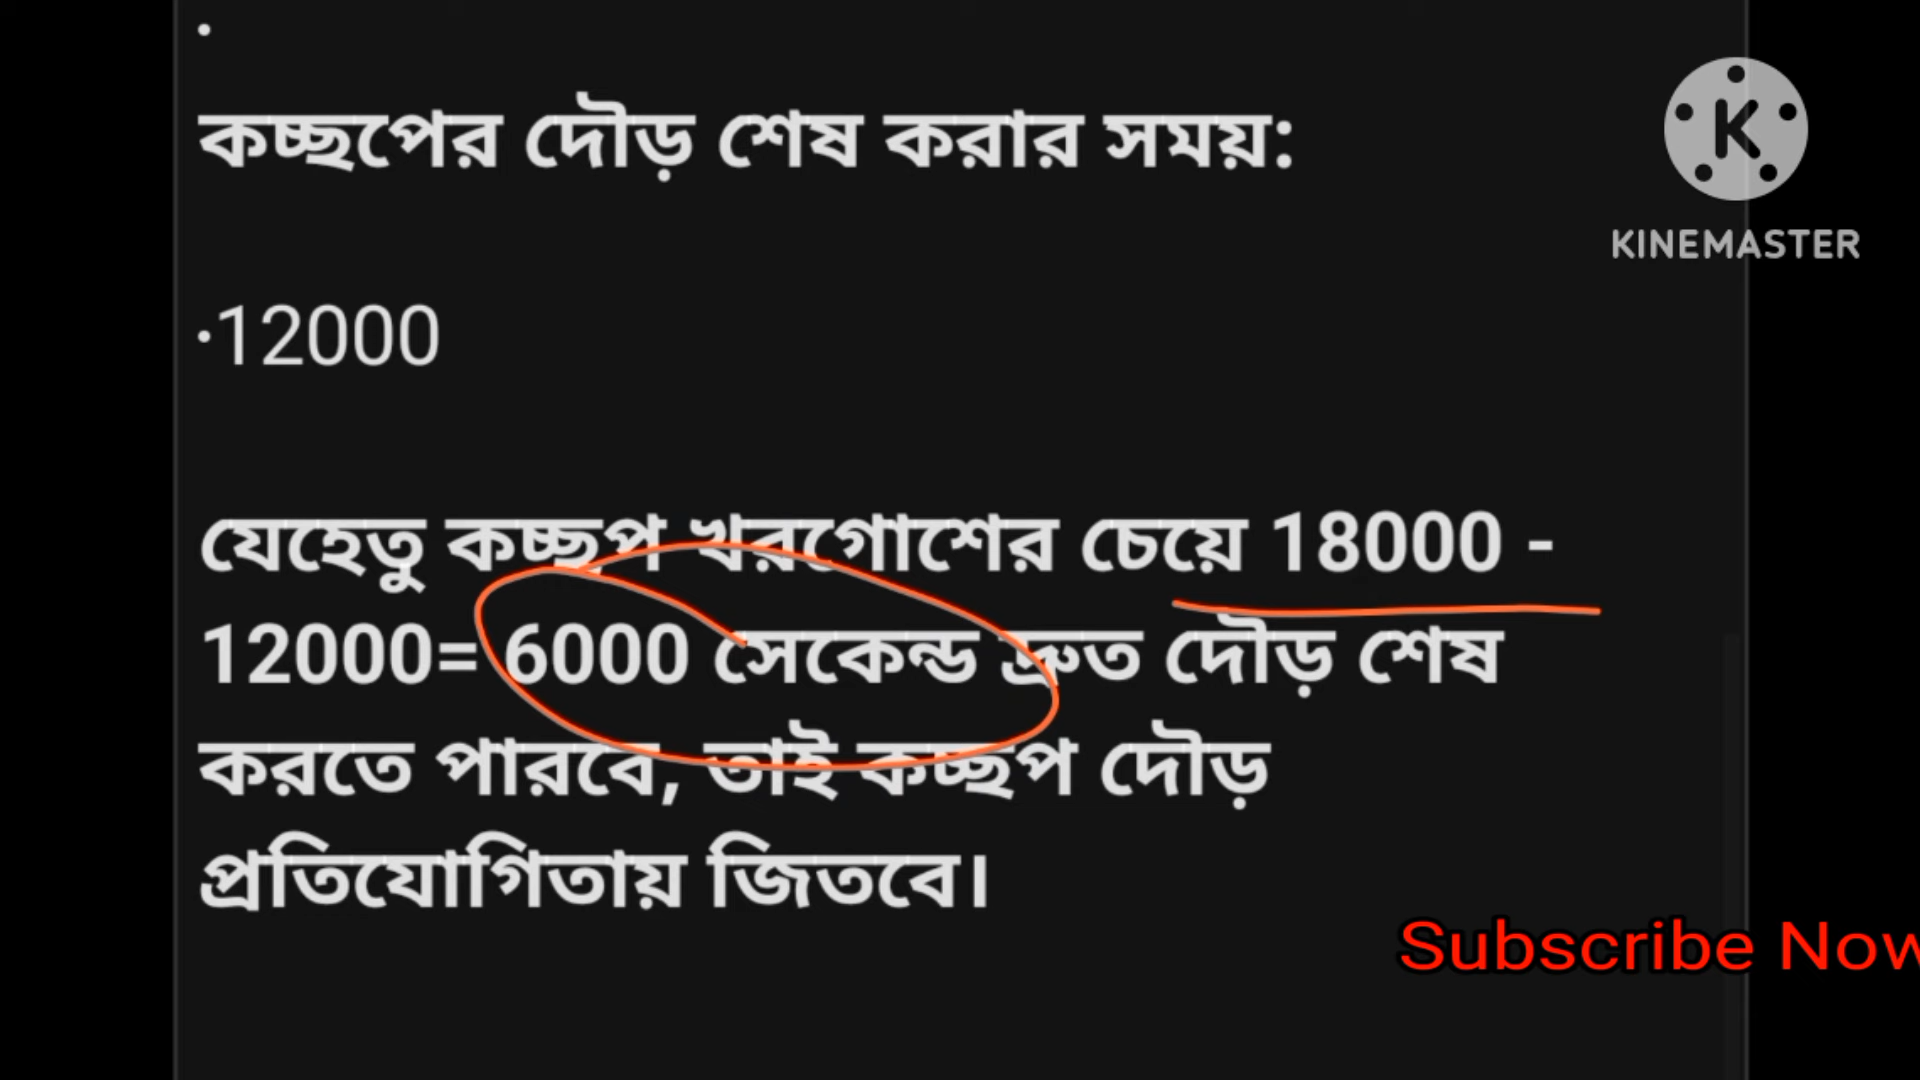 কচ্ছপের দৌড় শেষ করার সময়:
K
KINEMASTER
·12000
যেহেতু কচ্ছপ খরগোশের চেয়ে 18000 -
12000= 6000 সেকেন্ড দ্রুত দৌড় শেষ
করতে পারবে, তাই কচ্ছপ দৌড়
প্রতিযোগিতায় জিতবে।
Subscribe Now